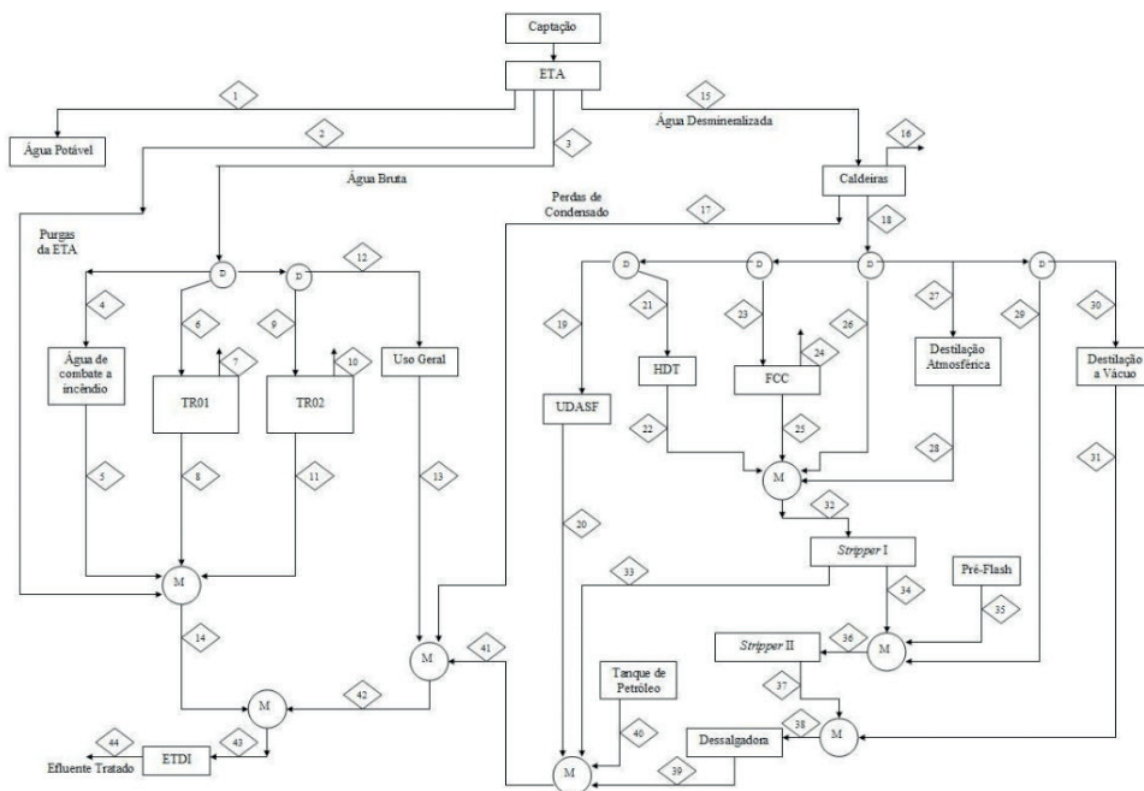 Captação
ETA
1
15
Água Desmineralizada
2
3
16
Água Potável
Água Bruta
Caldeiras
Perdas de
Condensado
17
18
Purgas
da ETA
12
D
D
D
D
D
D
4
6
9
19
21
23
26
27
29
30
7
10
24
Água de
combate a
incêndio
TR01
TR02
Uso Geral
UDASF
HDT
FCC
Destilação
Atmosférica
Destilação
a Vácuo
5
8
11
13
20
22
25
28
31
M
32
Stripper I
M
33
34
Pré-Flash
35
14
M
41
Stripper II
36
M
Tanque de
Petróleo
37
M
42
40
Dessalgadora
38
M
44
ETDI
43
Efluente Tratado
M
39